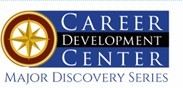 CAREER
DEVELOPMENT
CENTER
MAJOR DISCOVERY SERIES